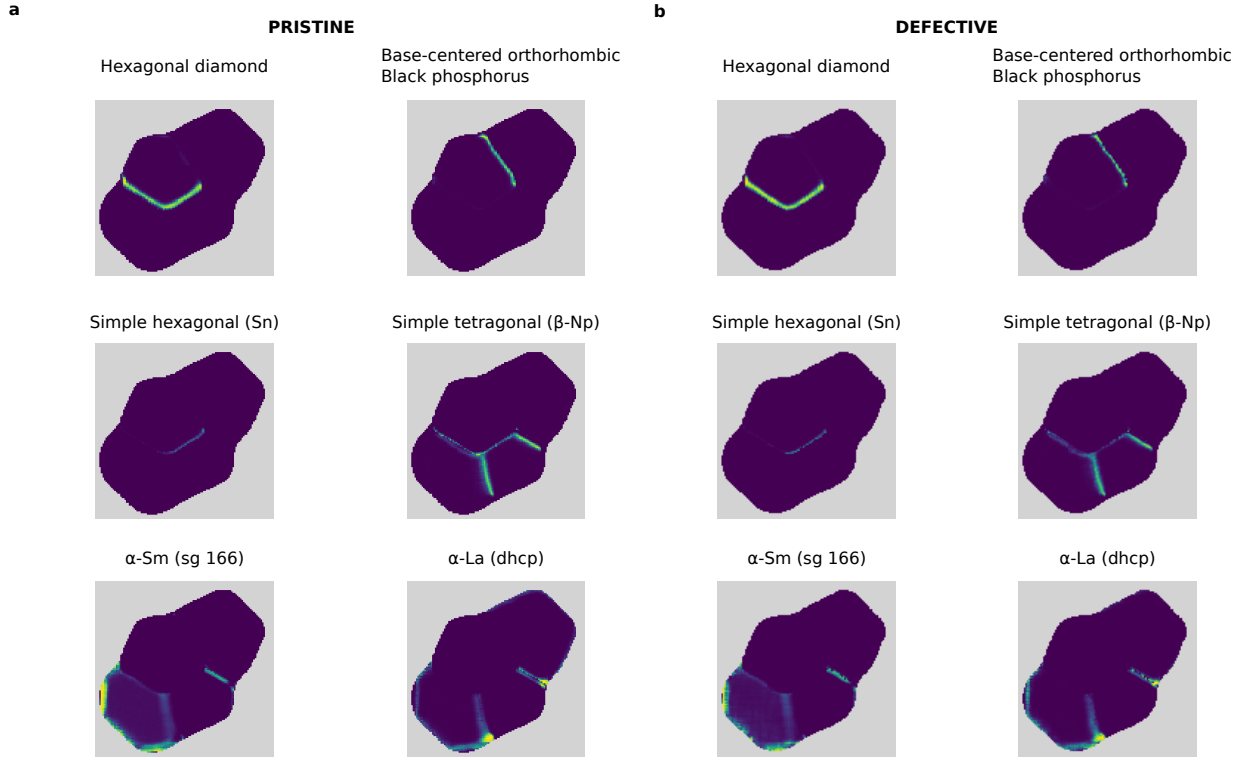 a
PRISTINE
Hexagonal diamond
Base-centered orthorhombic
Black phosphorus
Simple hexagonal (Sn)
Simple tetragonal (β-Np)
α-Sm (sg 166)
α-La (dhcp)
b
DEFECTIVE
Hexagonal diamond
Base-centered orthorhombic
Black phosphorus
Simple hexagonal (Sn)
Simple tetragonal (β-Np)
α-Sm (sg 166)
α-La (dhcp)